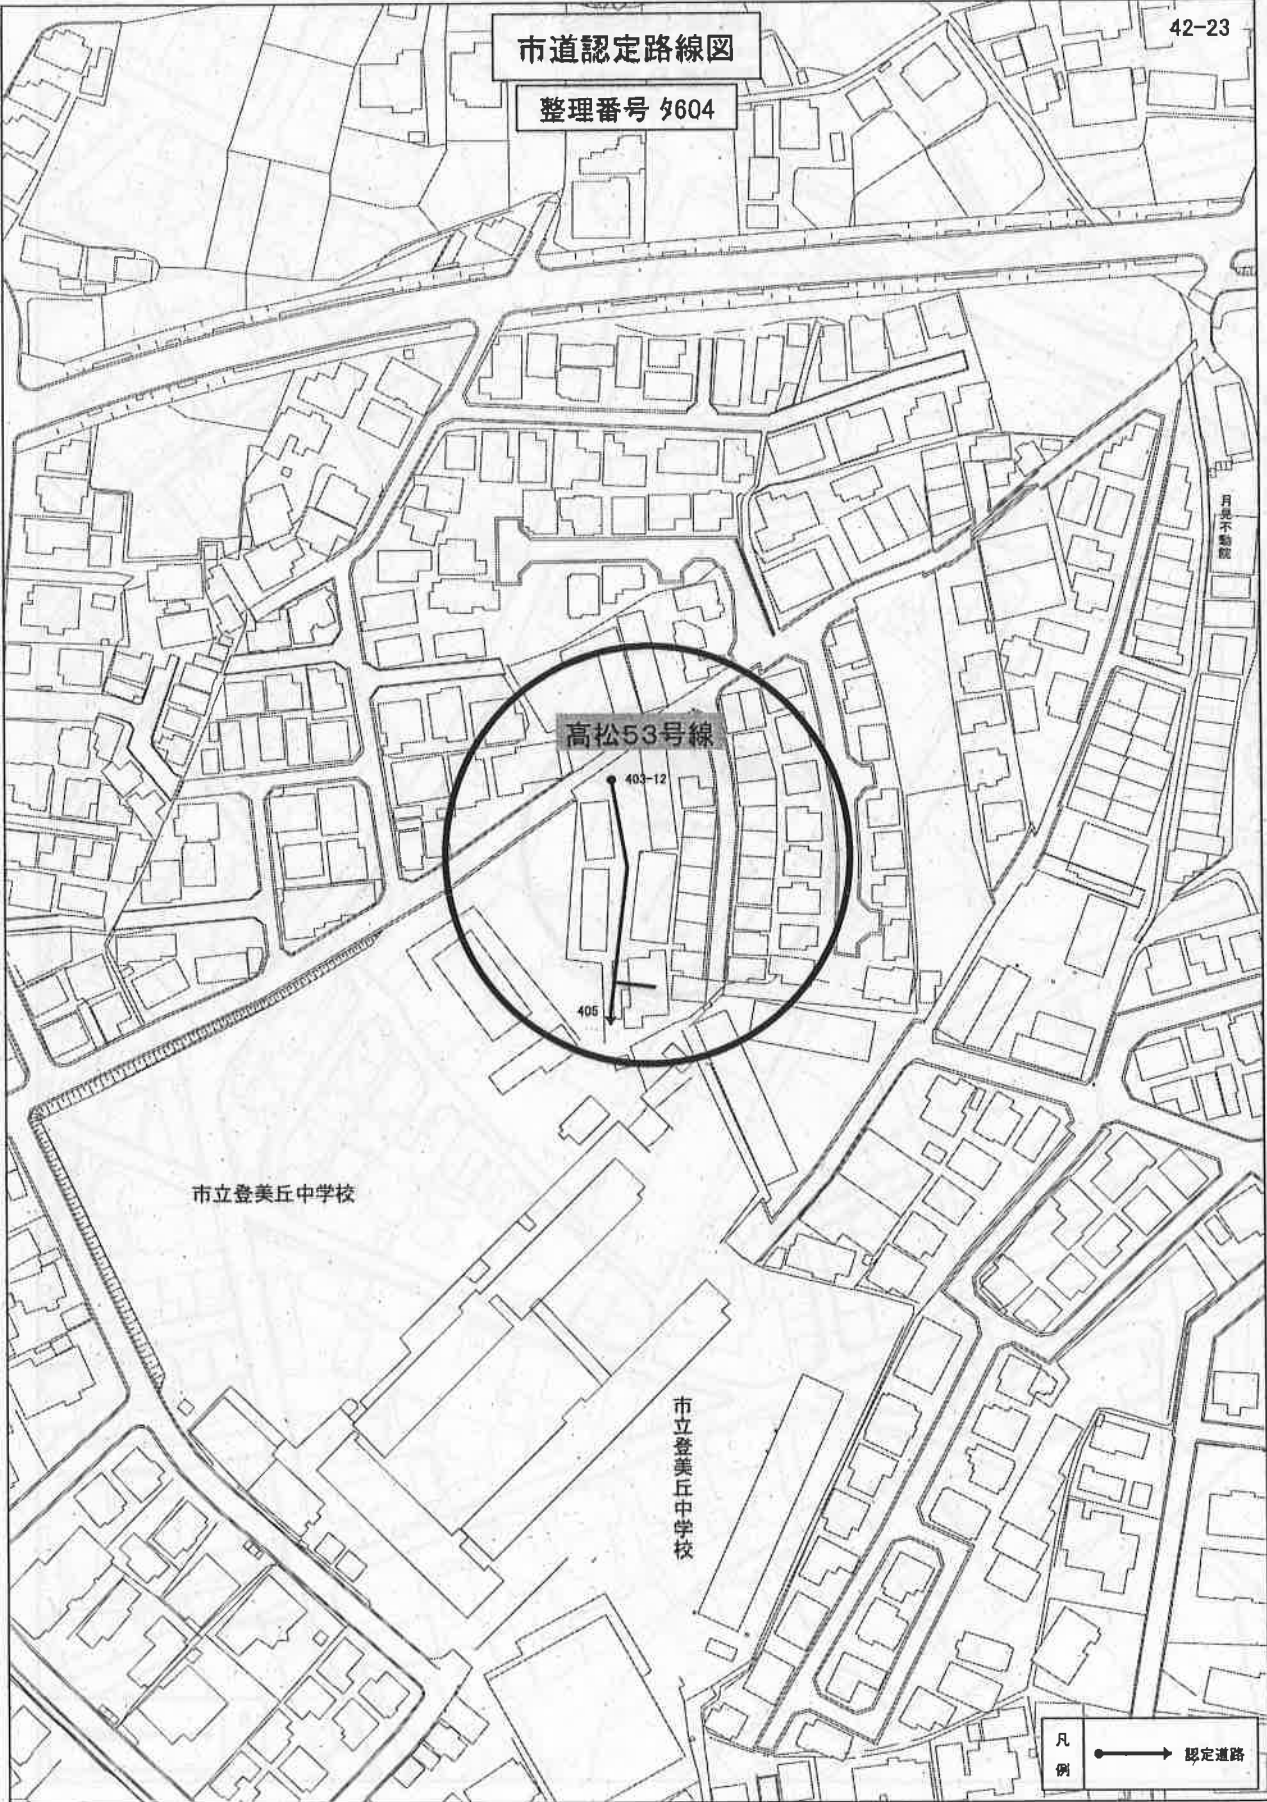 42-23
市道認定路線図
整理番号 ﾀ604
月見不動院
高松53号線
403-12
405
市立登美丘中学校
市立登美丘中学校
凡例
認定道路